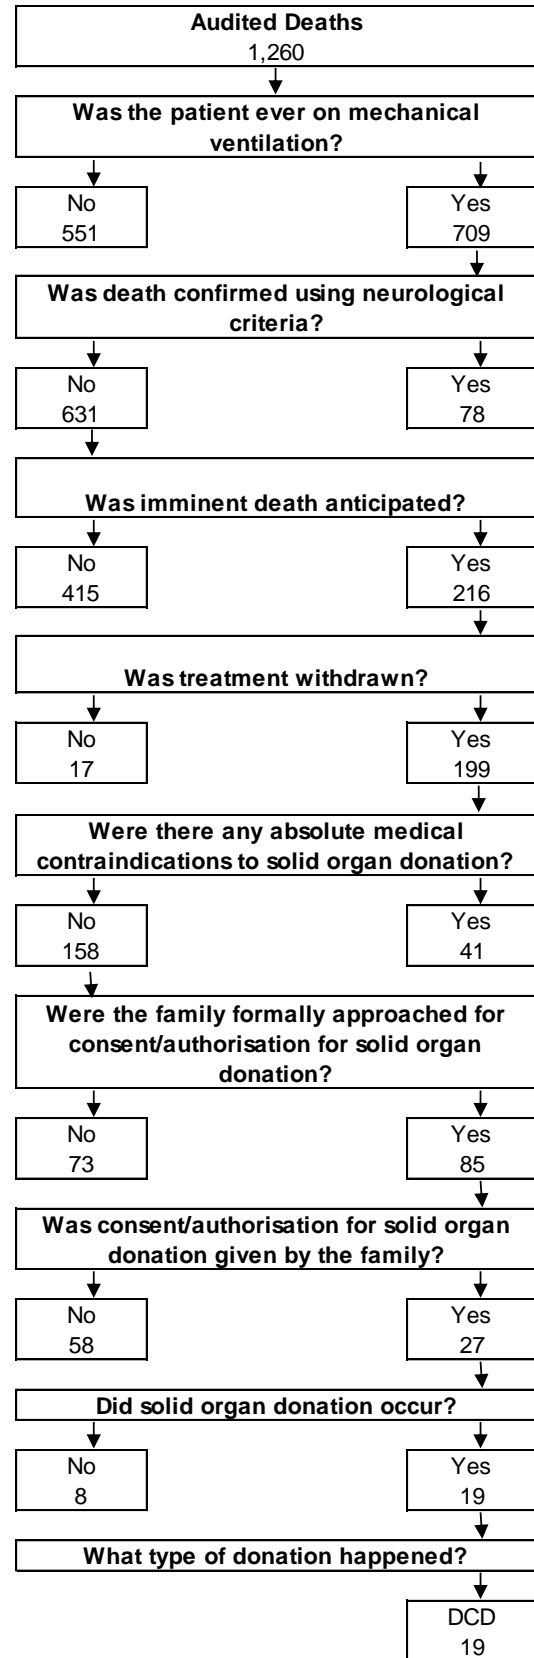 Audited Deaths
1,260
Was the patient ever on mechanical
ventilation?
No
551
Yes
709
Was death confirmed using neurological
criteria?
No
631
Yes
78
Was imminent death anticipated?
No
415
Yes
216
Was treatment withdrawn?
No
17
Yes
199
Were there any absolute medical
contraindications to solid organ donation?
No
158
Yes
41
Were the family formally approached for
consent/authorisation for solid organ
donation?
No
73
Yes
85
Was consent/authorisation for solid organ
donation given by the family?
No
58
Yes
27
Did solid organ donation occur?
No
8
Yes
19
What type of donation happened?
DCD
19